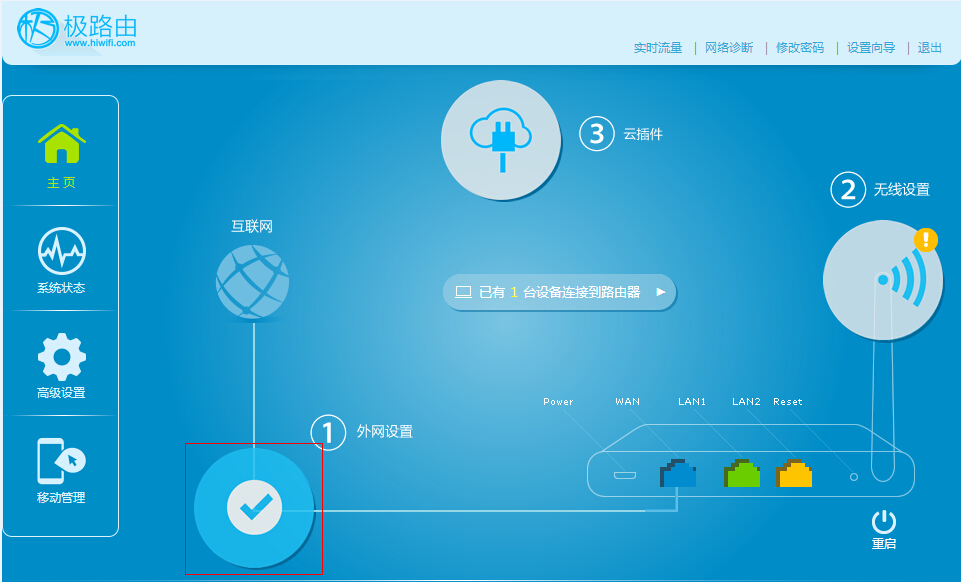 极路由
www.hiwifi.com
实时流量 | 网络诊断 | 修改密码 | 设置向导 | 退出
主 页
系统状态
高级设置
移动管理
3 云插件
2 无线设置
!
互联网
已有 1 台设备连接到路由器
Power WAN LAN1 LAN2 Reset
1 外网设置
重启